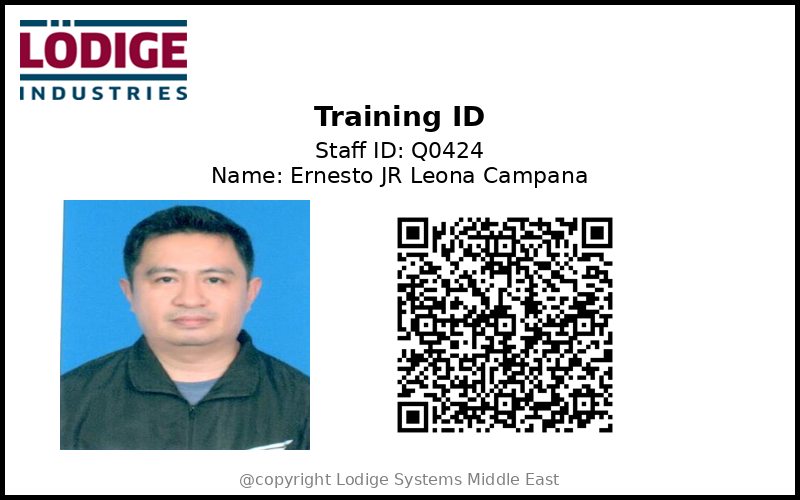 LÖDIGE
INDUSTRIES
Training ID
Staff ID: Q0424
Name: Ernesto JR Leona Campana
@copyright Lodige Systems Middle East